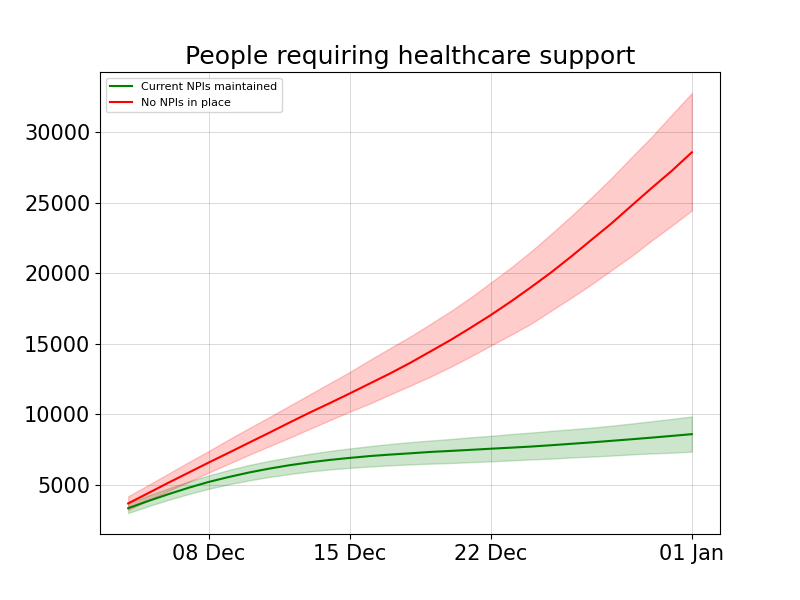 People requiring healthcare support
Current NPIs maintained
No NPIs in place
30000
25000
20000
15000
10000
5000
08 Dec
15 Dec
22 Dec
01 Jan